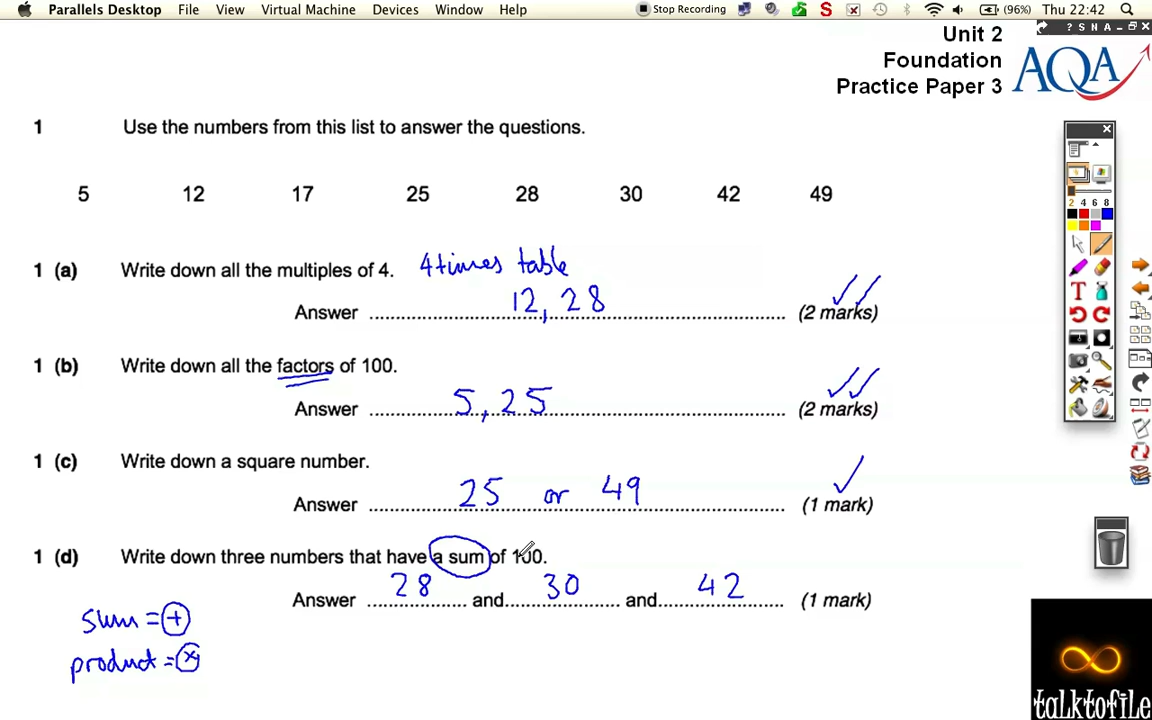 Parallels Desktop File View Virtual Machine Devices Window Help Stop Recording S (96%) Thu 22:42
? S N A
Unit 2
Foundation
Practice Paper 3
AQA
1 Use the numbers from this list to answer the questions.
5 12 17 25 28 30 42 49
1 (a) Write down all the multiples of 4. 4 times table
Answer ........ 12, 28 ........ (2 marks)
1 (b) Write down all the factors of 100.
Answer ........ 5, 25 ........ (2 marks)
1 (c) Write down a square number.
Answer ........ 25 or 49 ........ (1 mark)
1 (d) Write down three numbers that have a sum of 100.
Answer ........ 28 and ........ 30 and ........ 42 (1 mark)
sum = +
product = ×
2 4 6 8
T
talktofile